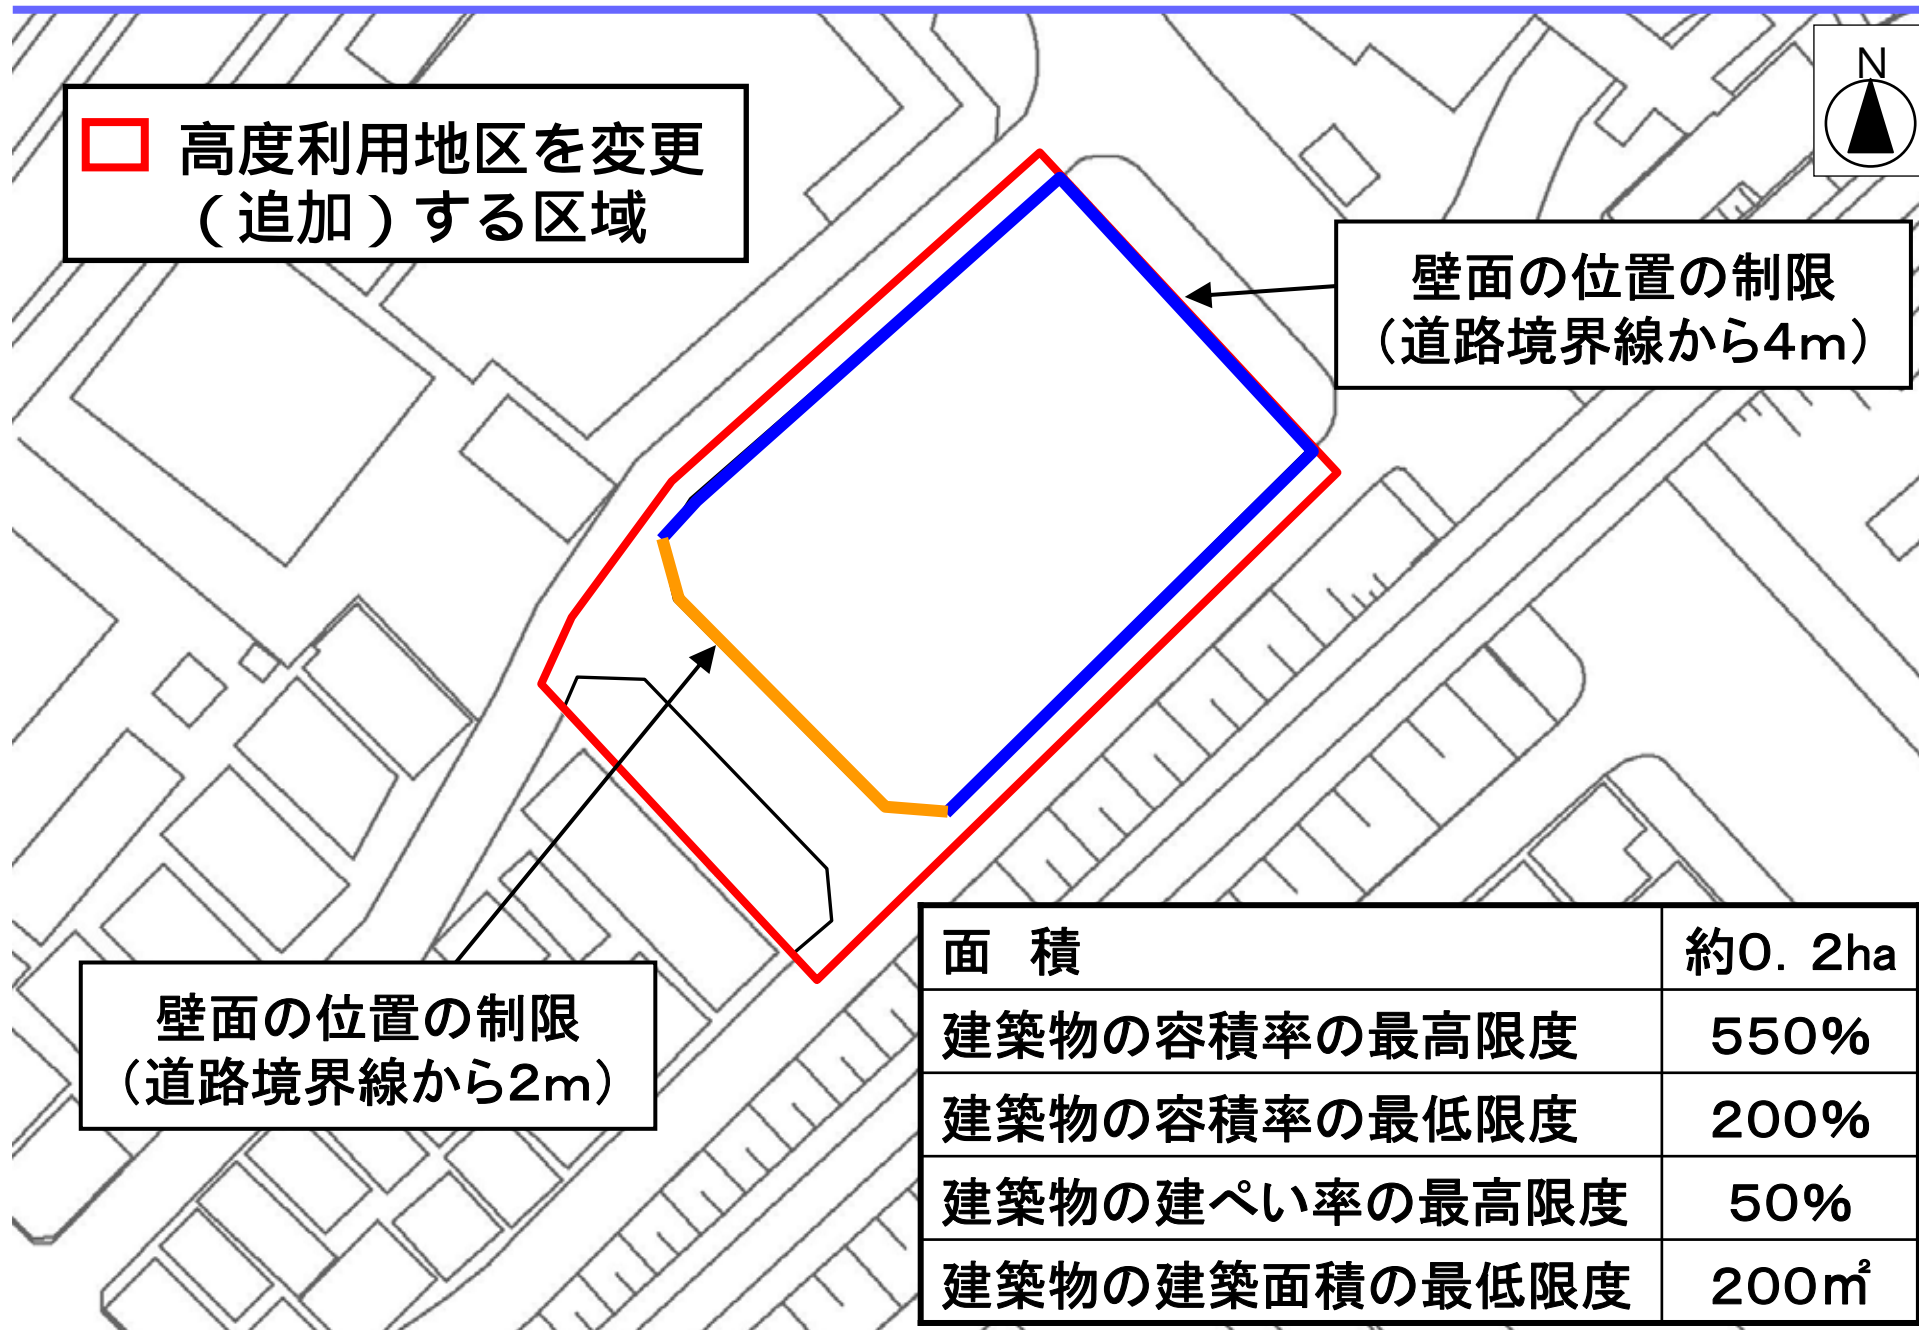 N
高度利用地区を変更
（追加）する区域
壁面の位置の制限
（道路境界線から4m）
壁面の位置の制限
（道路境界線から2m）
面　積　約0．2ha
建築物の容積率の最高限度　550%
建築物の容積率の最低限度　200%
建築物の建ぺい率の最高限度　50%
建築物の建築面積の最低限度　200㎡